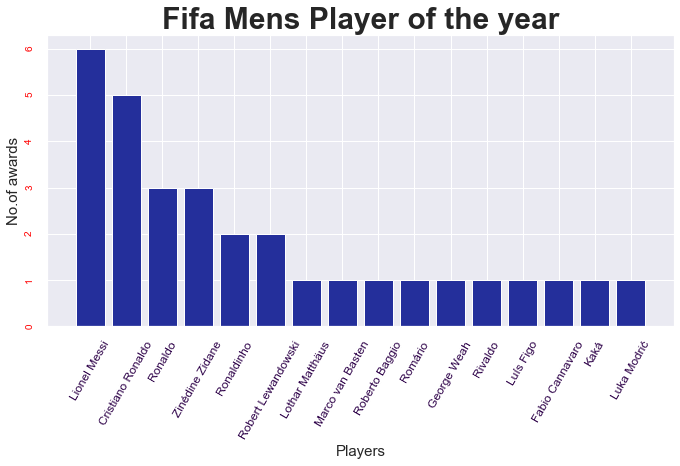 Fifa Mens Player of the year
No.of awards
6
5
4
3
2
1
0
Lionel Messi
Cristiano Ronaldo
Ronaldo
Zinédine Zidane
Ronaldinho
Robert Lewandowski
Lothar Matthäus
Marco van Basten
Roberto Baggio
Romário
George Weah
Rivaldo
Luís Figo
Fabio Cannavaro
Kaká
Luka Modrić
Players